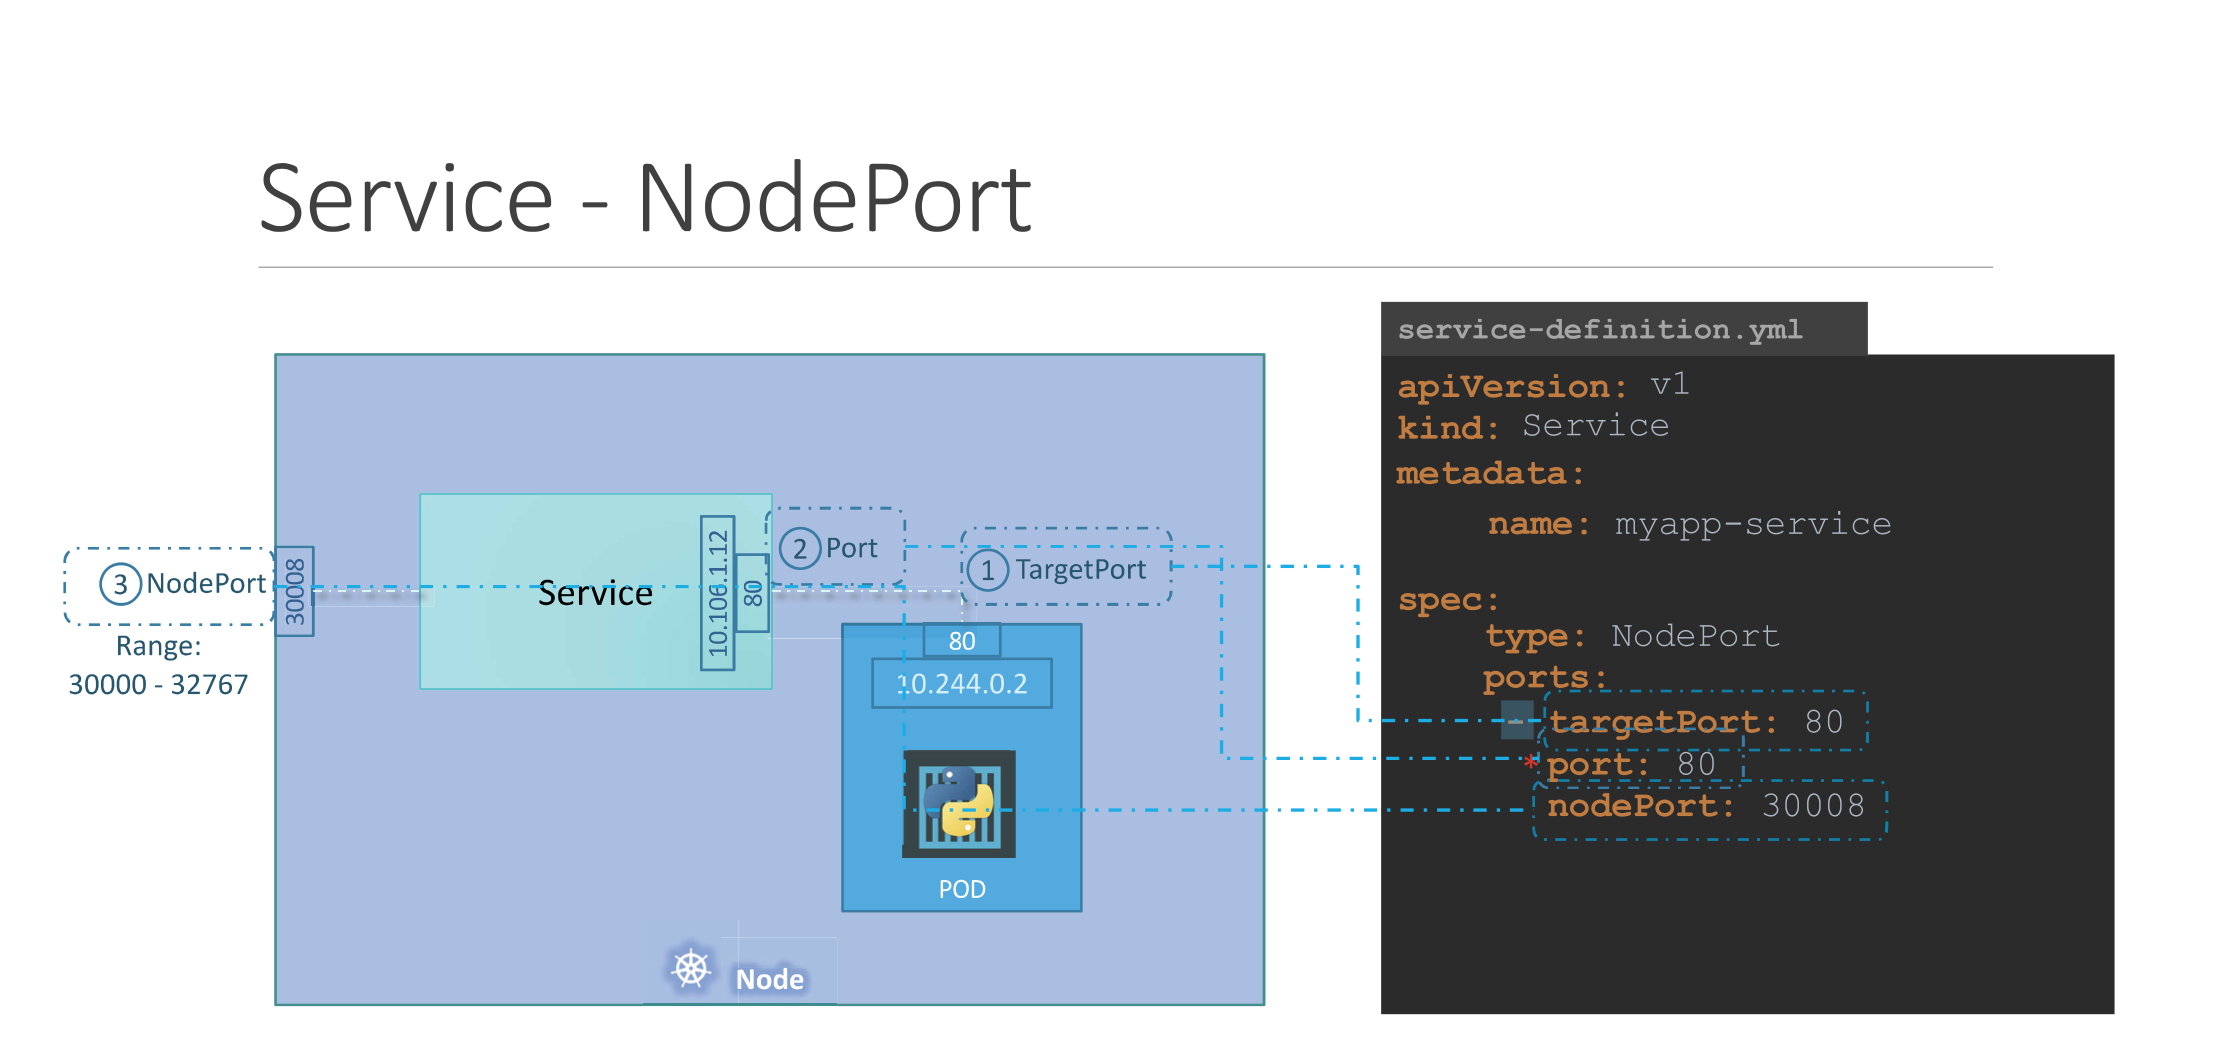 Service - NodePort
service-definition.yml
apiVersion: v1
kind: Service
metadata:
name: myapp-service
spec:
type: NodePort
ports:
- targetPort: 80
* port: 80
nodePort: 30008
3 NodePort
Range:
30000 - 32767
30008
Service
10.106.1.12
80
2 Port
1 TargetPort
80
10.244.0.2
POD
Node